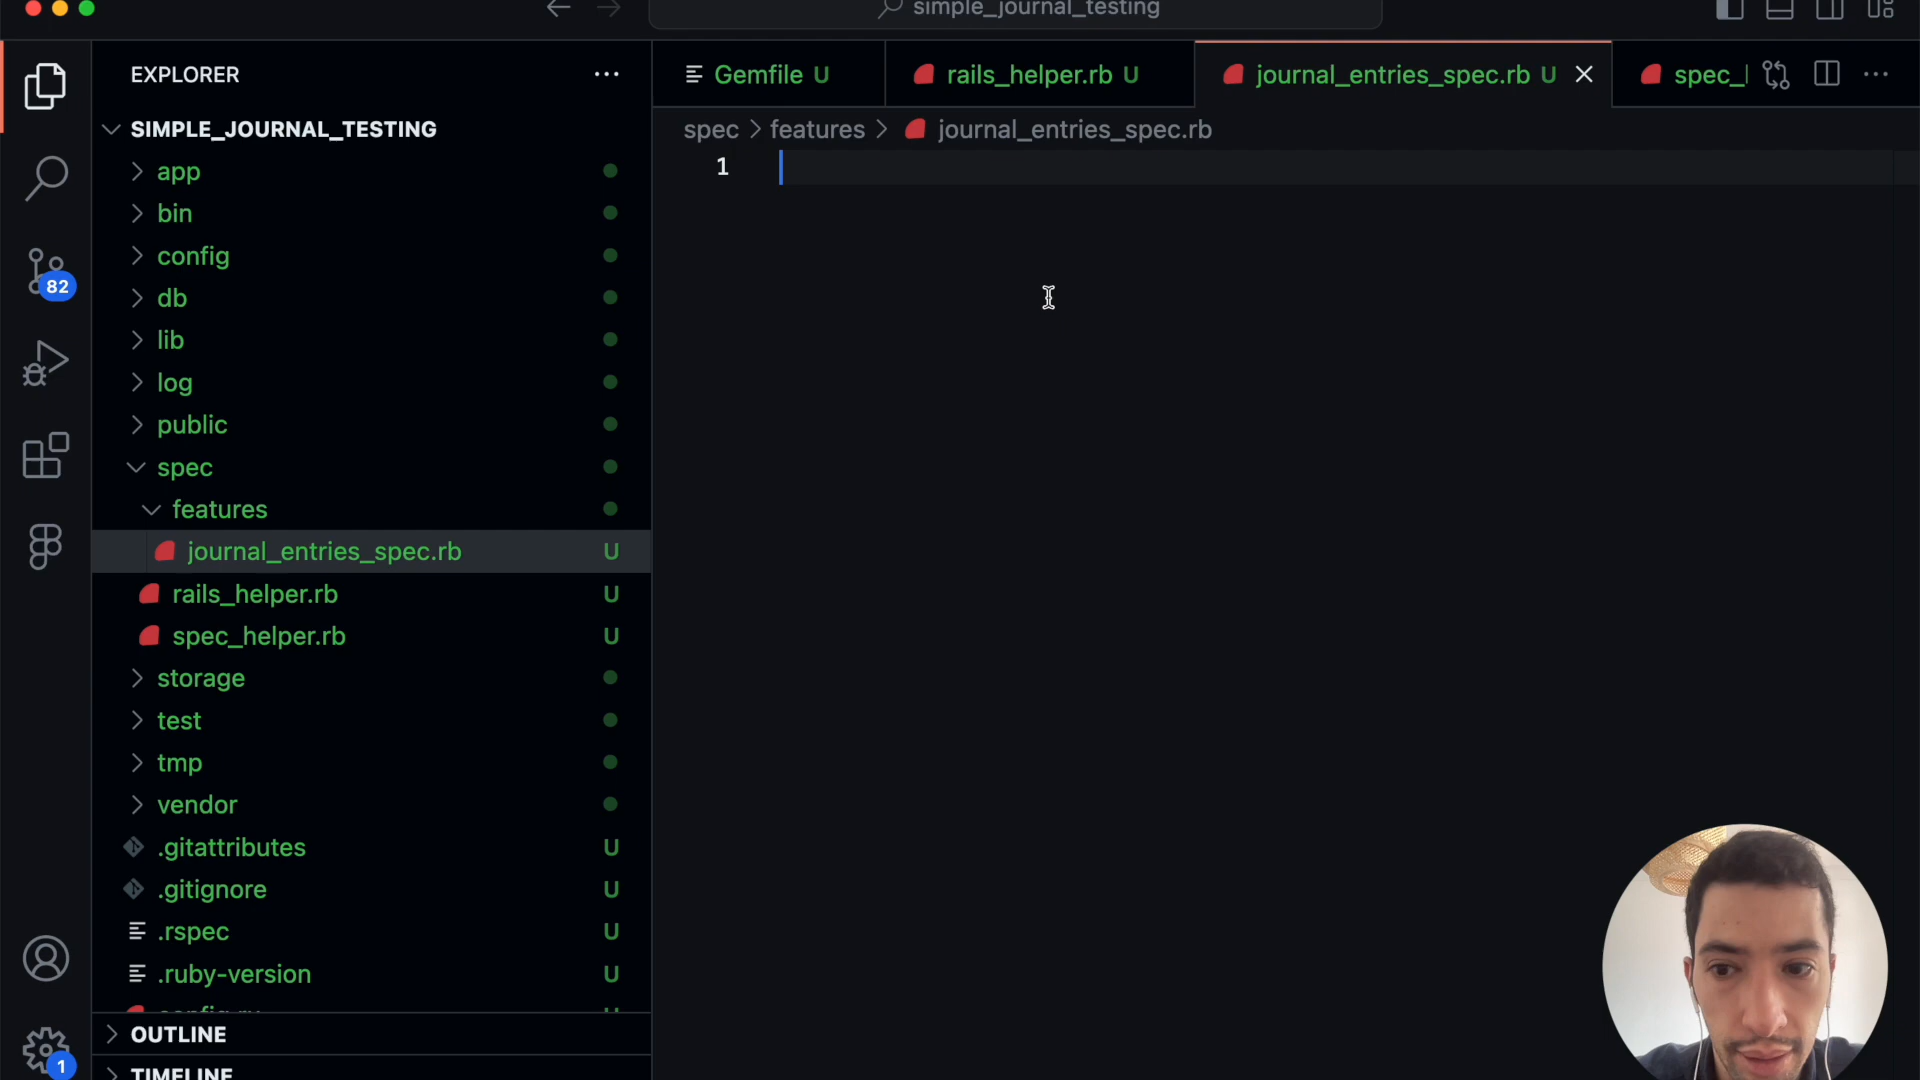 simple_journal_testing
EXPLORER
SIMPLE_JOURNAL_TESTING
app
bin
config
db
lib
log
public
spec
features
journal_entries_spec.rb U
rails_helper.rb U
spec_helper.rb U
storage
test
tmp
vendor
.gitattributes U
.gitignore U
.rspec U
.ruby-version U
OUTLINE
TIMELINE
82
1
Gemfile U
rails_helper.rb U
journal_entries_spec.rb U
spec_
spec > features > journal_entries_spec.rb
1